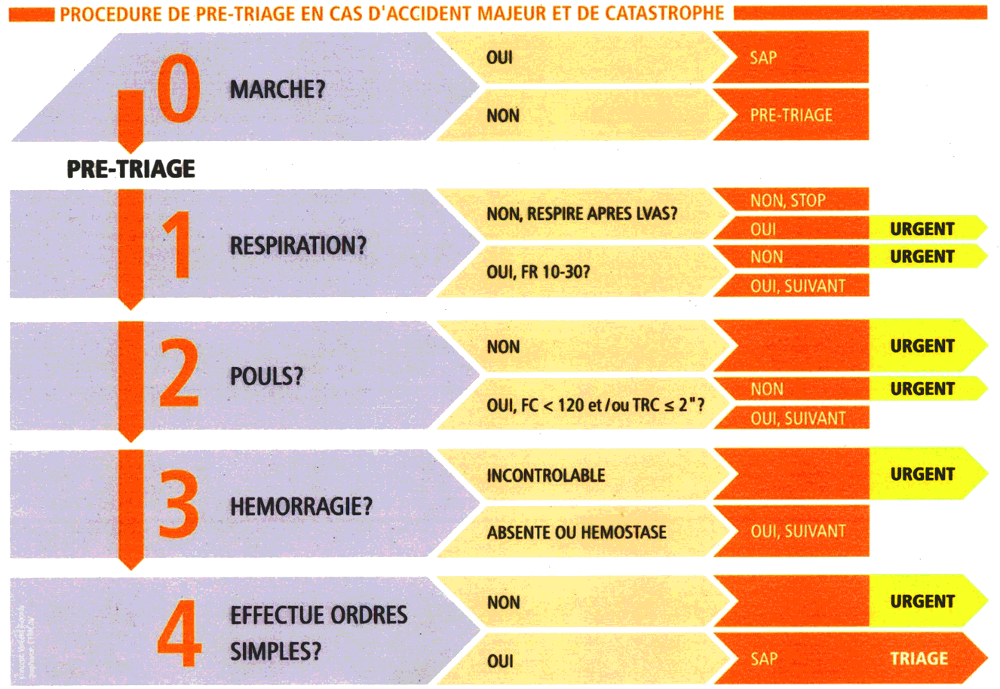 PROCEDURE DE PRE-TRIAGE EN CAS D'ACCIDENT MAJEUR ET DE CATASTROPHE
0
MARCHE?
OUI
SAP
NON
PRE-TRIAGE
PRE-TRIAGE
1
RESPIRATION?
NON, RESPIRE APRES LVAS?
NON, STOP
OUI
URGENT
OUI, FR 10-30?
NON
URGENT
OUI, SUIVANT
2
POULS?
NON
URGENT
OUI, FC < 120 et/ou TRC ≤ 2"?
NON
URGENT
OUI, SUIVANT
3
HEMORRAGIE?
INCONTROLABLE
URGENT
ABSENTE OU HEMOSTASE
OUI, SUIVANT
4
EFFECTUE ORDRES
SIMPLES?
NON
URGENT
OUI
SAP
TRIAGE